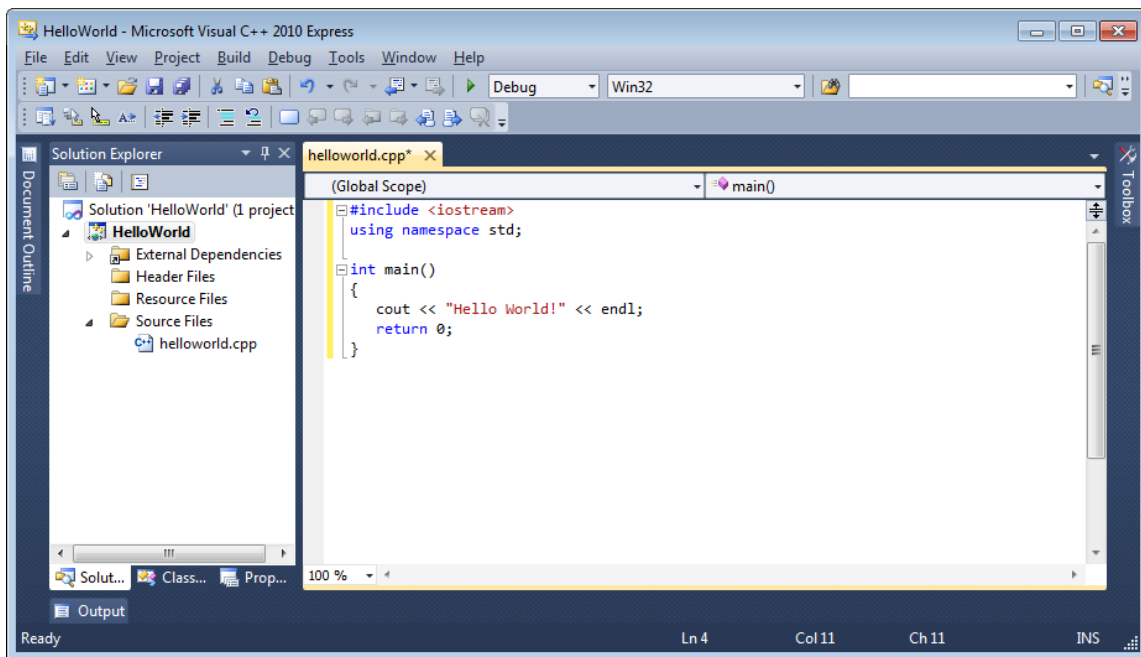 HelloWorld - Microsoft Visual C++ 2010 Express
File Edit View Project Build Debug Tools Window Help
Debug Win32
Document Outline
Solution Explorer
Solution 'HelloWorld' (1 project
HelloWorld
External Dependencies
Header Files
Resource Files
Source Files
helloworld.cpp
Solut... Class... Prop...
helloworld.cpp*
(Global Scope) main()
#include <iostream>
using namespace std;
int main()
{
cout << "Hello World!" << endl;
return 0;
}
100 %
Toolbox
Output
Ready Ln 4 Col 11 Ch 11 INS